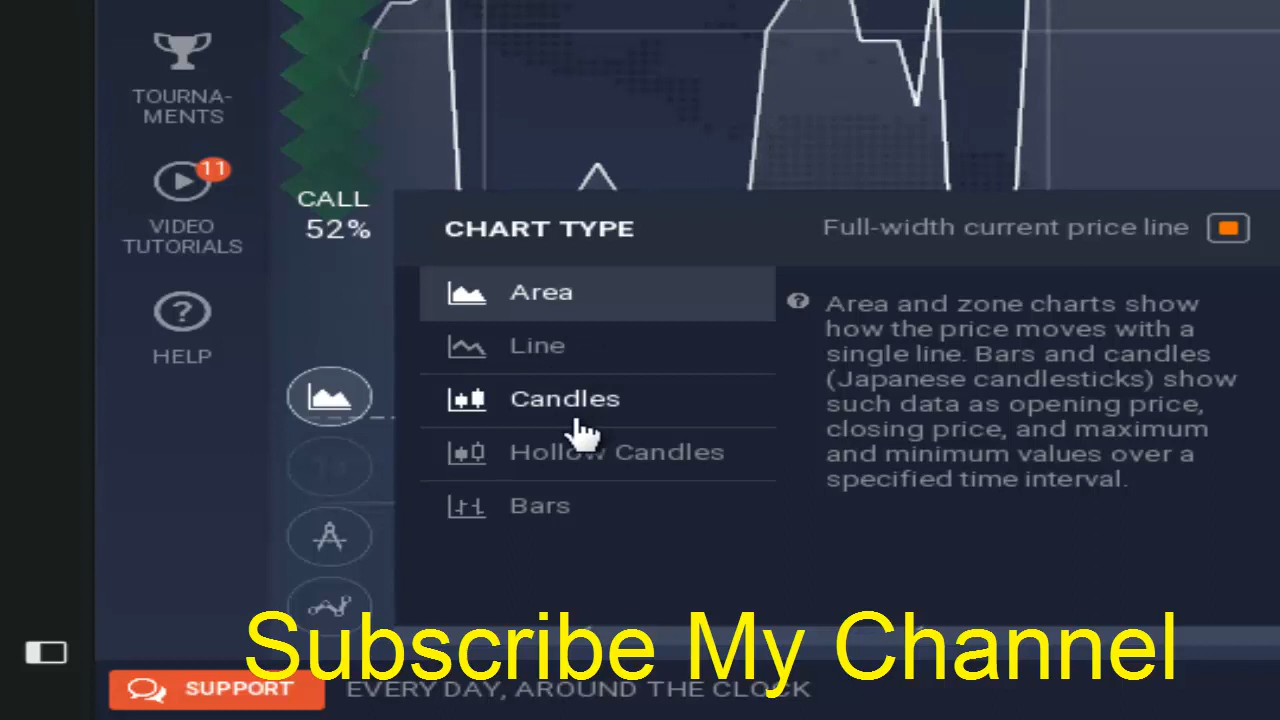 TOURNA-
MENTS
11
VIDEO
TUTORIALS
HELP
CALL
52%
CHART TYPE
Full-width current price line
Area
Line
Candles
Hollow Candles
Bars
Area and zone charts show
how the price moves with a
single line. Bars and candles
(Japanese candlesticks) show
such data as opening price,
closing price, and maximum
and minimum values over a
specified time interval.
Subscribe My Channel
SUPPORT
EVERY DAY, AROUND THE CLOCK